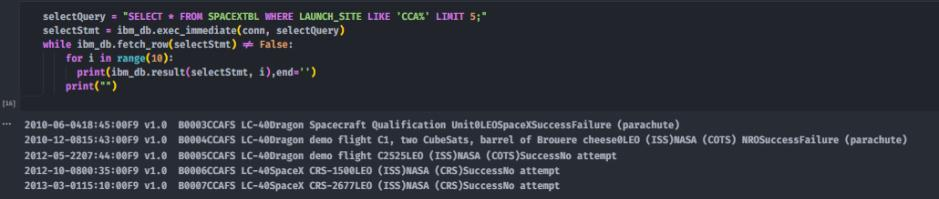 selectQuery = "SELECT * FROM SPACEXTBL WHERE LAUNCH_SITE LIKE 'CCA%' LIMIT 5;"
selectStmt = ibm_db.exec_immediate(conn, selectQuery)
while ibm_db.fetch_row(selectStmt) ≠ False:
    for i in range(10):
      print(ibm_db.result(selectStmt, i),end='')
    print("")
[16]
... 2010-06-0418:45:00F9 v1.0  B0003CCAFS LC-40Dragon Spacecraft Qualification Unit0LEOSpaceXSuccessFailure (parachute)
2010-12-0815:43:00F9 v1.0  B0004CCAFS LC-40Dragon demo flight C1, two CubeSats, barrel of Brouere cheese0LEO (ISS)NASA (COTS) NROSuccessFailure (parachute)
2012-05-2207:44:00F9 v1.0  B0005CCAFS LC-40Dragon demo flight C2525LEO (ISS)NASA (COTS)SuccessNo attempt
2012-10-0800:35:00F9 v1.0  B0006CCAFS LC-40SpaceX CRS-1500LEO (ISS)NASA (CRS)SuccessNo attempt
2013-03-0115:10:00F9 v1.0  B0007CCAFS LC-40SpaceX CRS-2677LEO (ISS)NASA (CRS)SuccessNo attempt